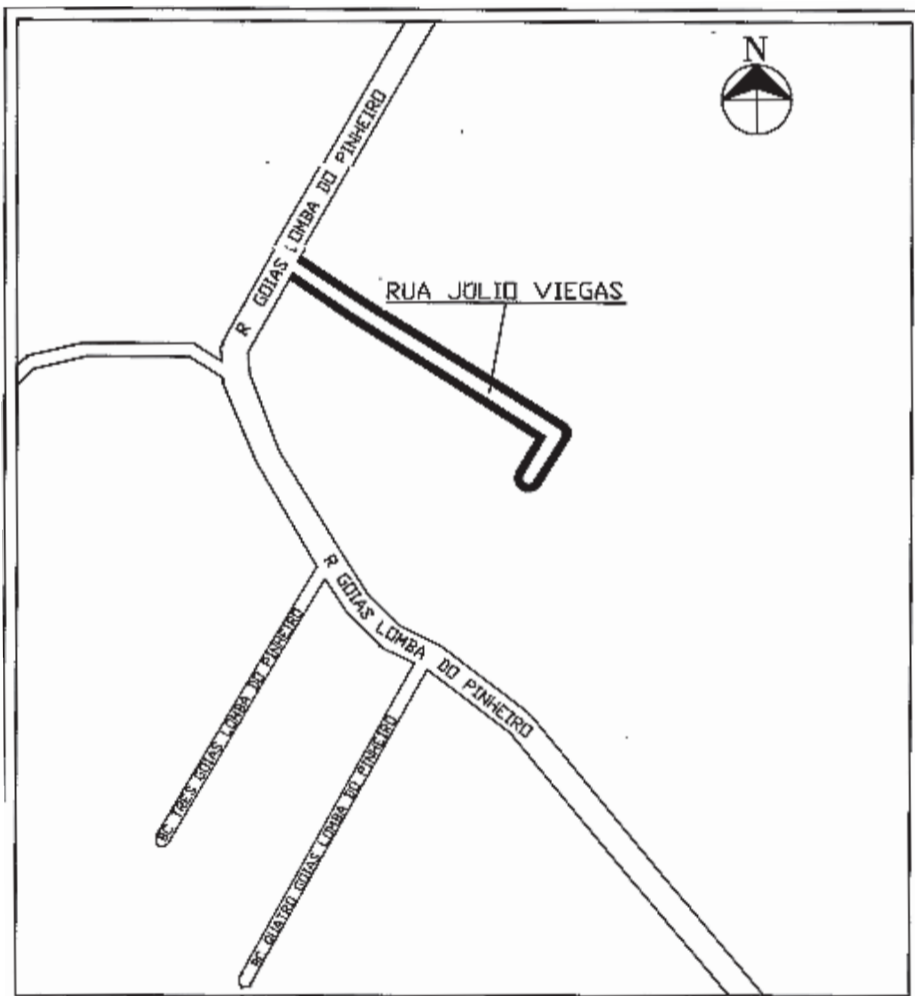 N
R GOIAS LOMBA DO PINHEIRO
RUA JULIO VIEGAS
R GOIAS LOMBA DO PINHEIRO
BC TRES GOIAS LOMBA DO PINHEIRO
BC QUATRO GOIAS LOMBA DO PINHEIRO